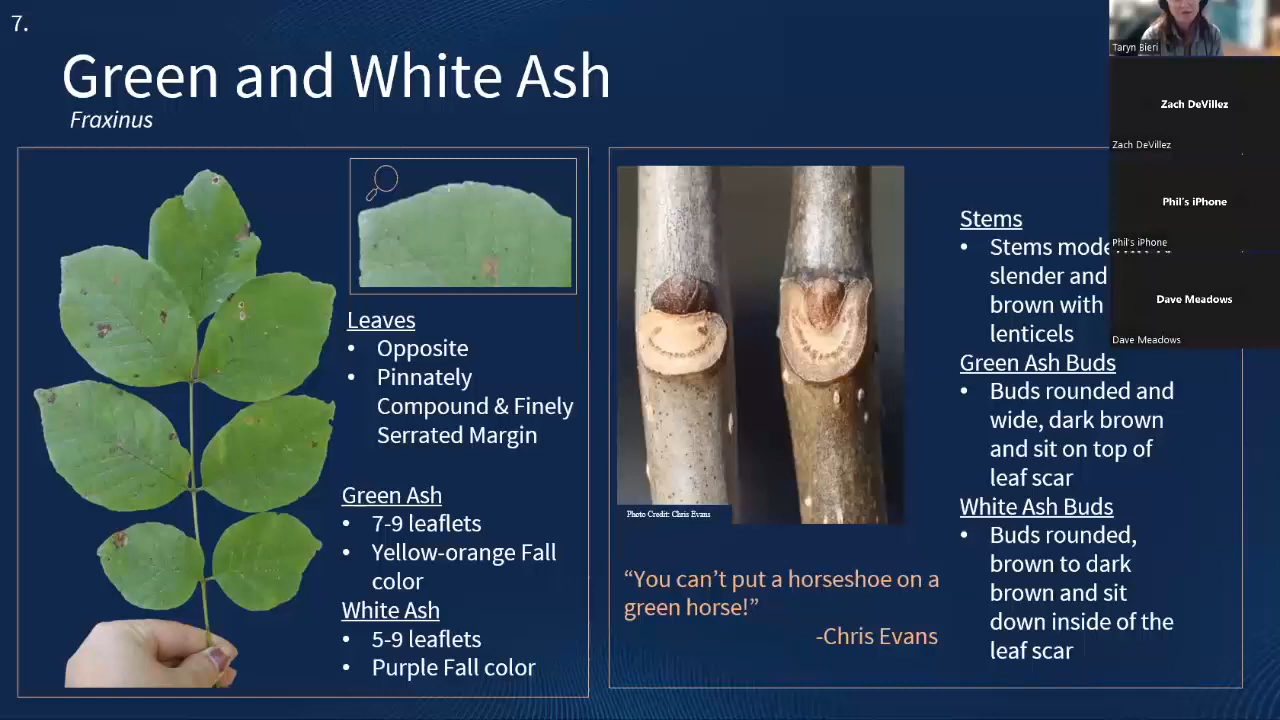 7.
Green and White Ash
Fraxinus
Leaves
• Opposite
• Pinnately
Compound & Finely
Serrated Margin
Green Ash
• 7-9 leaflets
• Yellow-orange Fall
color
White Ash
• 5-9 leaflets
• Purple Fall color
Photo Credit: Chris Evans
“You can’t put a horseshoe on a
green horse!”
-Chris Evans
Stems
• Stems
slender and
brown with
lenticels
Green Ash Buds
• Buds rounded and
wide, dark brown
and sit on top of
leaf scar
White Ash Buds
• Buds rounded,
brown to dark
brown and sit
down inside of the
leaf scar
Taryn Bieri
Zach DeVillez
Zach DeVillez
Phil's iPhone
Phil's iPhone
Dave Meadows
Dave Meadows